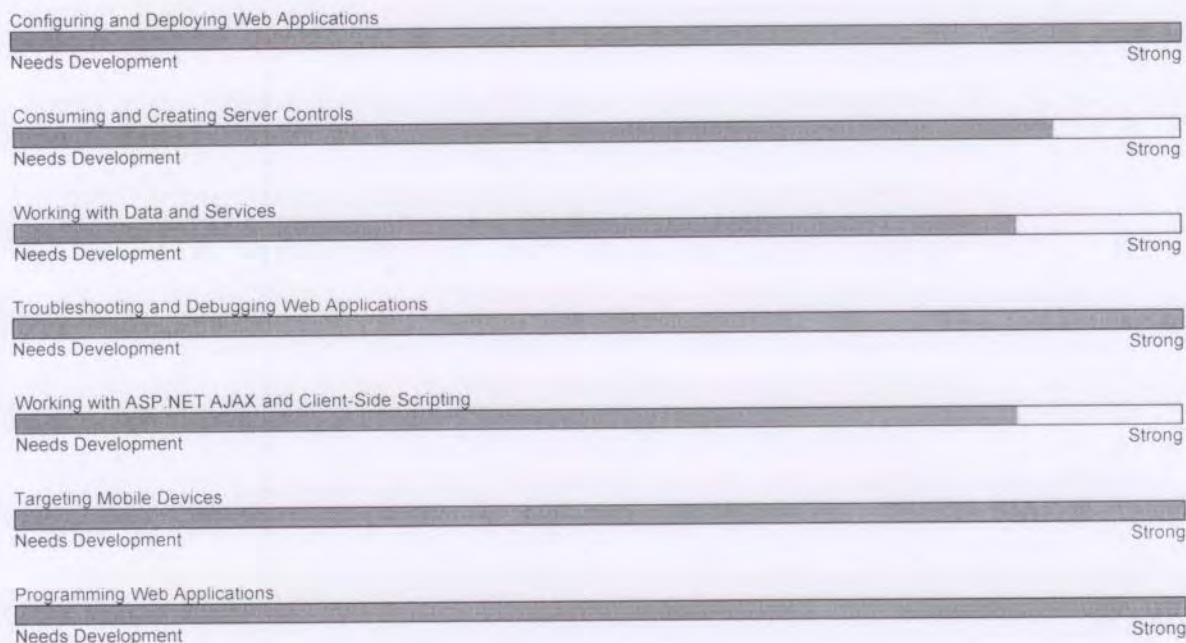 Configuring and Deploying Web Applications
Needs Development Strong
Consuming and Creating Server Controls
Needs Development Strong
Working with Data and Services
Needs Development Strong
Troubleshooting and Debugging Web Applications
Needs Development Strong
Working with ASP.NET AJAX and Client-Side Scripting
Needs Development Strong
Targeting Mobile Devices
Needs Development Strong
Programming Web Applications
Needs Development Strong